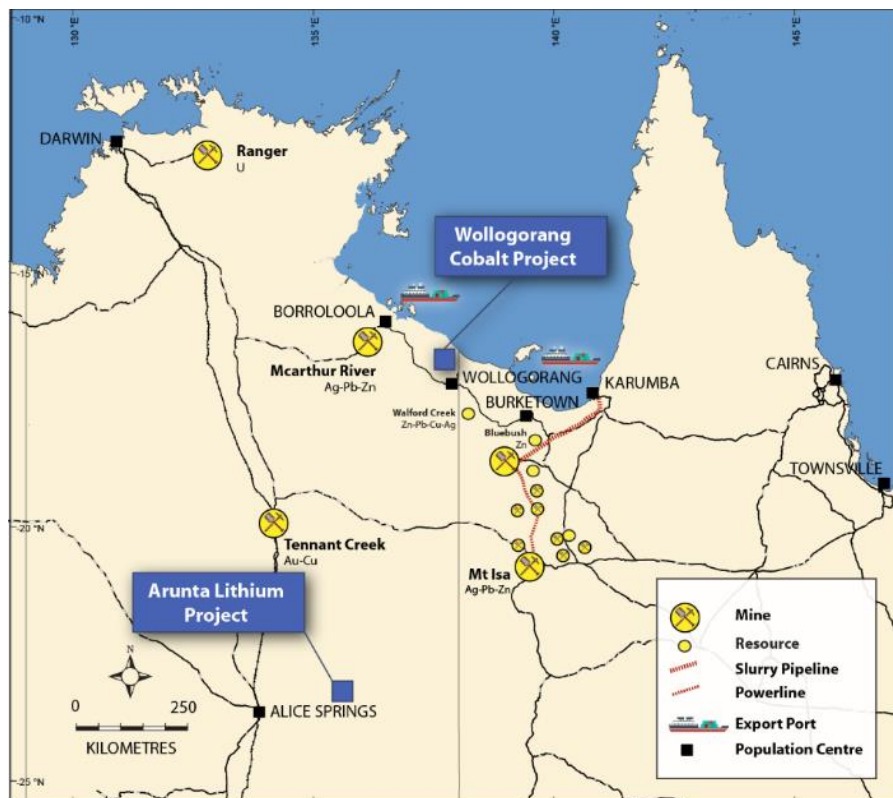 -10 °N
130 °E
135 °E
140 °E
145 °E
DARWIN
Ranger
U
Wollogorang
Cobalt Project
-15 °N
BORROLOOLA
Mcarthur River
Ag-Pb-Zn
WOLLOGORANG
KARUMBA
CAIRNS
Walford Creek
Zn-Pb-Cu-Ag
BURKETOWN
Bluebush
Zn
TOWNSVILLE
-20 °N
Tennant Creek
Au-Cu
Mt Isa
Ag-Pb-Zn
Arunta Lithium
Project
N
0 250
KILOMETRES
ALICE SPRINGS
Mine
Resource
Slurry Pipeline
Powerline
Export Port
Population Centre
-25 °N